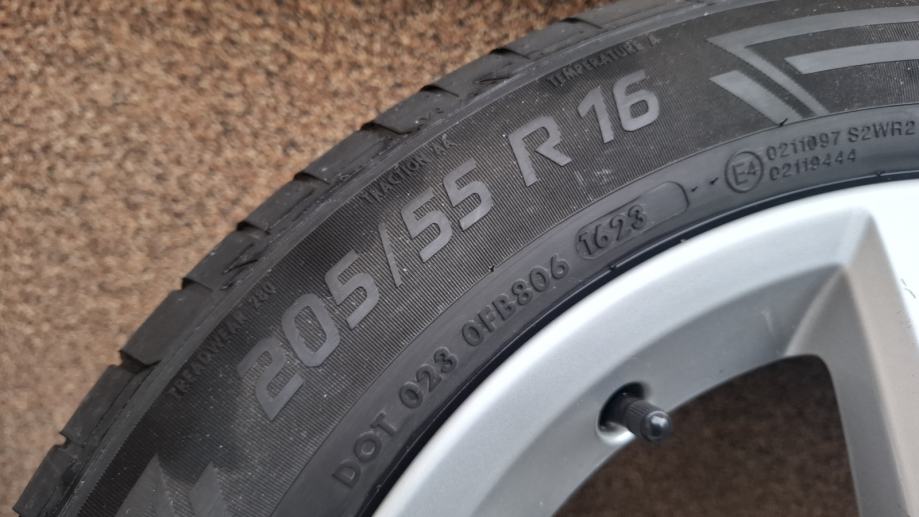 TREADWEAR 280 TRACTION AA TEMPERATURE A
205/55 R 16
DOT 023 0FB806 1623
E4 0211097 S2WR2
02119444